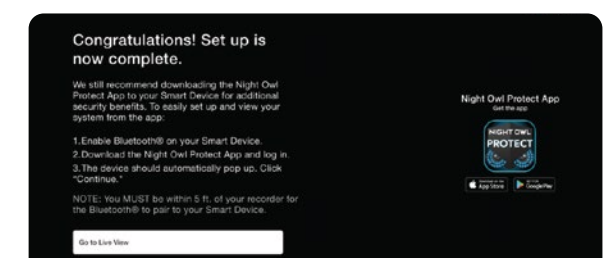 Congratulations! Set up is
now complete.
We still recommend downloading the Night Owl
Protect App to your Smart Device for additional
security benefits. To easily set up and view your
system from the app:
1.Enable Bluetooth® on your Smart Device.
2.Download the Night Owl Protect App and log in.
3.The device should automatically pop up. Click
"Continue."
NOTE: You MUST be within 5 ft. of your recorder for
the Bluetooth® to pair to your Smart Device.
Go to Live View
Night Owl Protect App
Get the app
NIGHT OWL
PROTECT
App Store
Google Play